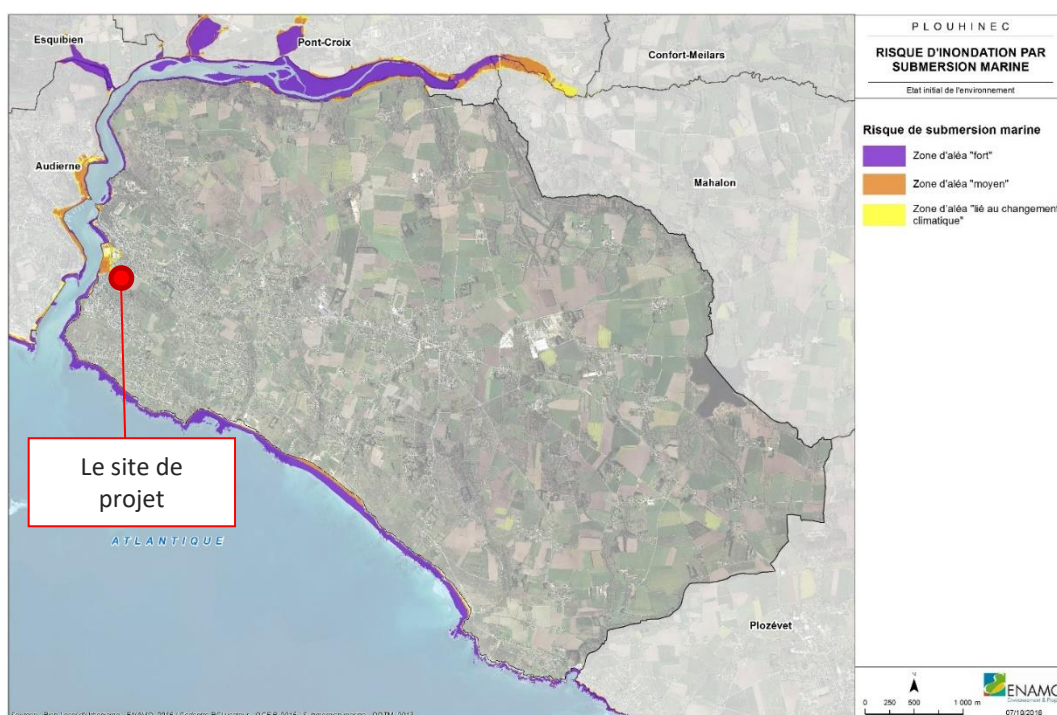 Esquibien
Pont-Croix
Confort-Meilars
Audierne
Mahalon
Le site de
projet
ATLANTIQUE
Plozévet
PLOUHINEC
RISQUE D'INONDATION PAR
SUBMERSION MARINE
Etat initial de l'environnement
Risque de submersion marine
Zone d'aléa "fort"
Zone d'aléa "moyen"
Zone d'aléa "lié au changement
climatique"
N
0 250 500 1 000 m
ENAMO
07/10/2016